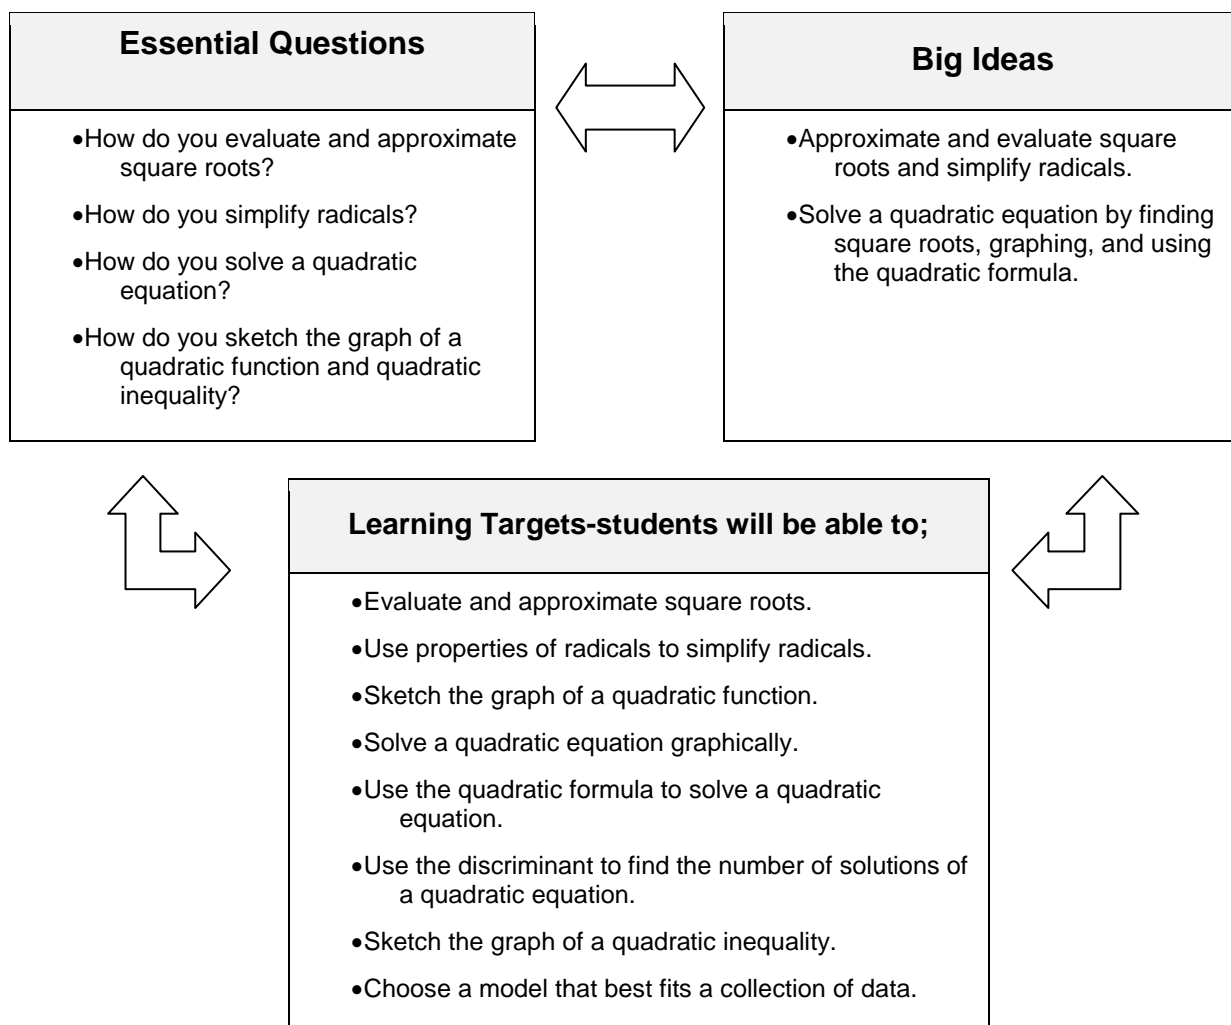 Essential Questions
•How do you evaluate and approximate
square roots?
•How do you simplify radicals?
•How do you solve a quadratic
equation?
•How do you sketch the graph of a
quadratic function and quadratic
inequality?
Big Ideas
•Approximate and evaluate square
roots and simplify radicals.
•Solve a quadratic equation by finding
square roots, graphing, and using
the quadratic formula.
Learning Targets-students will be able to;
•Evaluate and approximate square roots.
•Use properties of radicals to simplify radicals.
•Sketch the graph of a quadratic function.
•Solve a quadratic equation graphically.
•Use the quadratic formula to solve a quadratic
equation.
•Use the discriminant to find the number of solutions of
a quadratic equation.
•Sketch the graph of a quadratic inequality.
•Choose a model that best fits a collection of data.